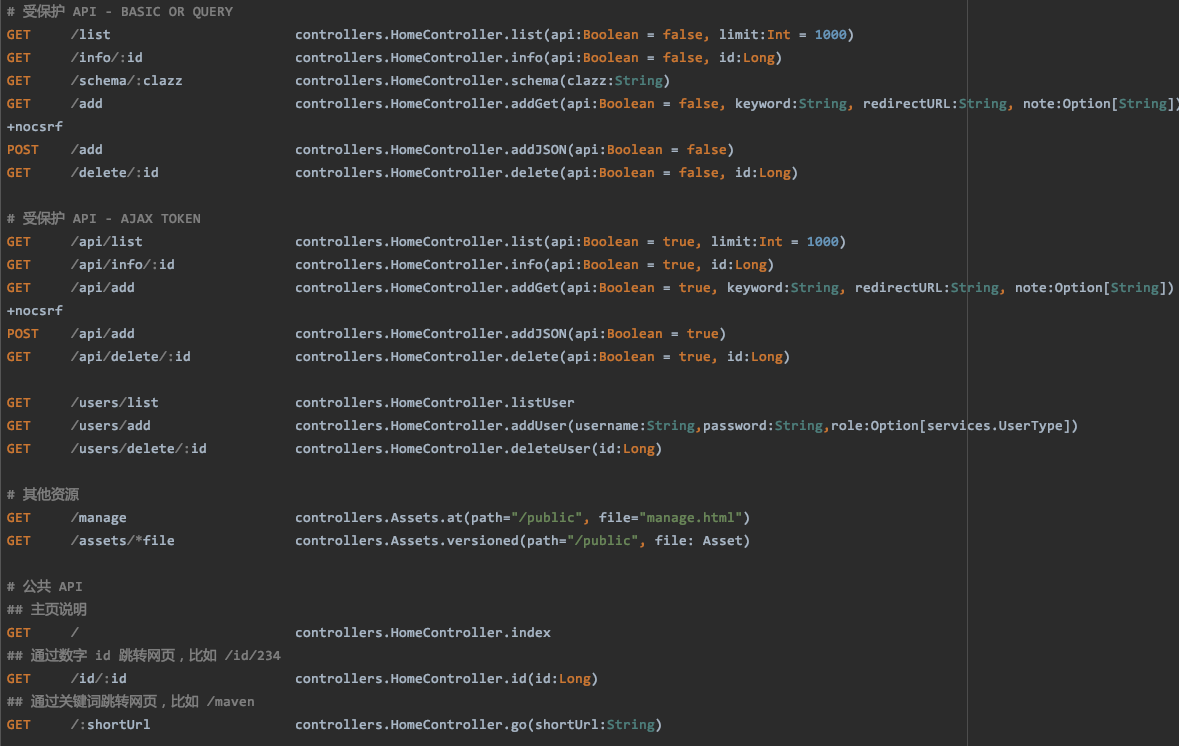 # 受保护 API - BASIC OR QUERY
GET     /list                       controllers.HomeController.list(api:Boolean = false, limit:Int = 1000)
GET     /info/:id                   controllers.HomeController.info(api:Boolean = false, id:Long)
GET     /schema/:clazz              controllers.HomeController.schema(clazz:String)
GET     /add                        controllers.HomeController.addGet(api:Boolean = false, keyword:String, redirectURL:String, note:Option[String])
+nocsrf
POST    /add                        controllers.HomeController.addJSON(api:Boolean = false)
GET     /delete/:id                 controllers.HomeController.delete(api:Boolean = false, id:Long)

# 受保护 API - AJAX TOKEN
GET     /api/list                   controllers.HomeController.list(api:Boolean = true, limit:Int = 1000)
GET     /api/info/:id               controllers.HomeController.info(api:Boolean = true, id:Long)
GET     /api/add                    controllers.HomeController.addGet(api:Boolean = true, keyword:String, redirectURL:String, note:Option[String])
+nocsrf
POST    /api/add                    controllers.HomeController.addJSON(api:Boolean = true)
GET     /api/delete/:id             controllers.HomeController.delete(api:Boolean = true, id:Long)

GET     /users/list                 controllers.HomeController.listUser
GET     /users/add                  controllers.HomeController.addUser(username:String,password:String,role:Option[services.UserType])
GET     /users/delete/:id           controllers.HomeController.deleteUser(id:Long)

# 其他资源
GET     /manage                     controllers.Assets.at(path="/public", file="manage.html")
GET     /assets/*file               controllers.Assets.versioned(path="/public", file: Asset)

# 公共 API
## 主页说明
GET     /                           controllers.HomeController.index
## 通过数字 id 跳转网页，比如 /id/234
GET     /id/:id                     controllers.HomeController.id(id:Long)
## 通过关键词跳转网页，比如 /maven
GET     /:shortUrl                  controllers.HomeController.go(shortUrl:String)